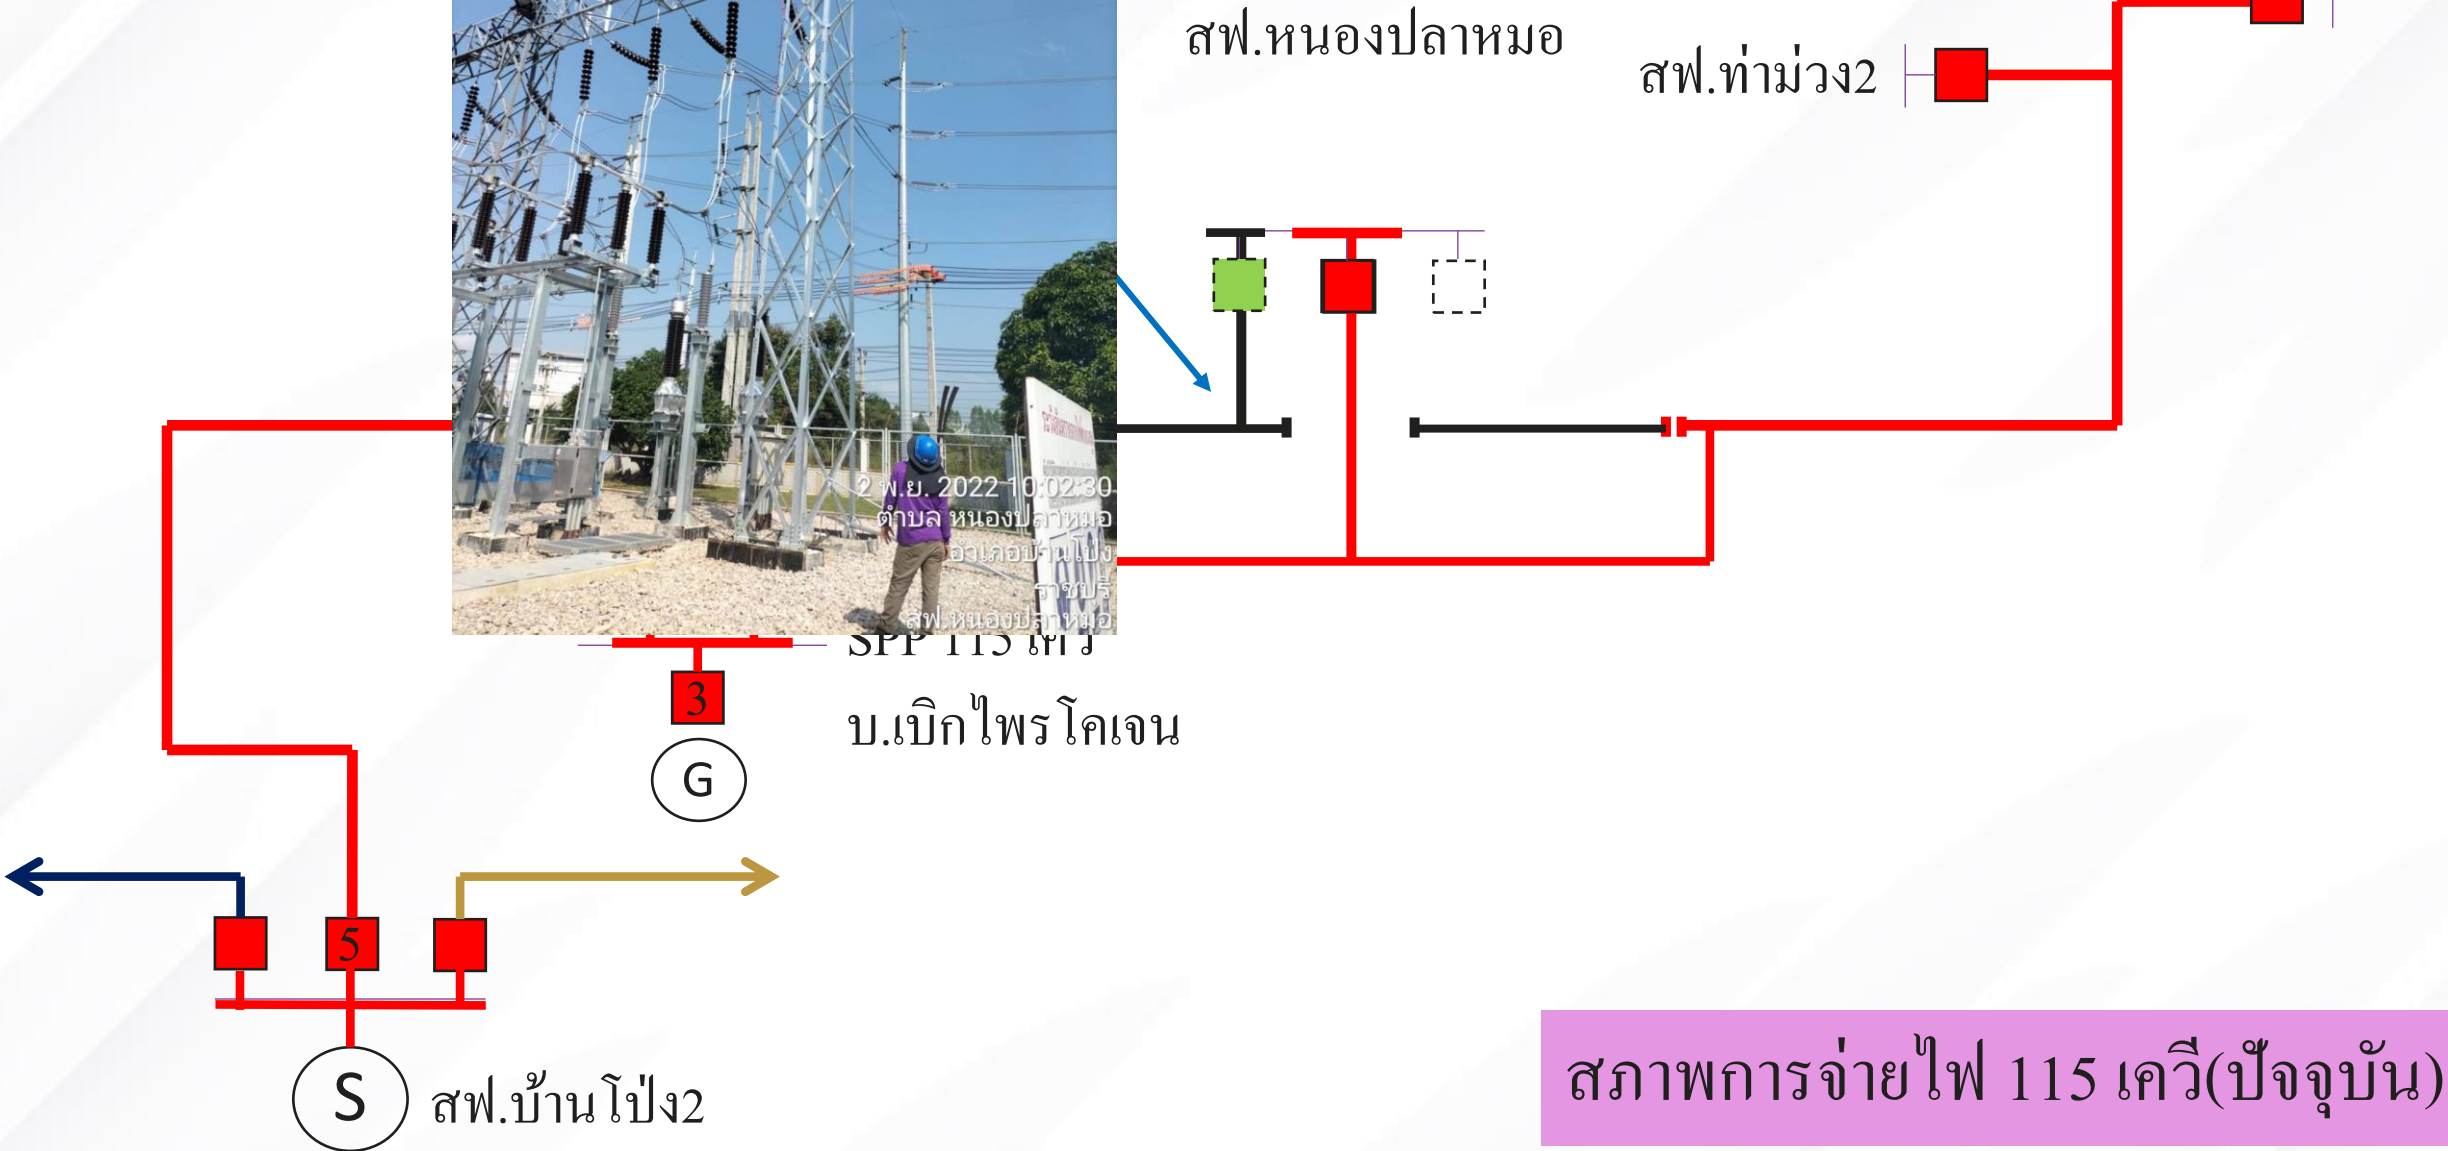 สฟ.หนองปลาหมอ
สฟ.ท่าม่วง2
2 พ.ย. 2022 10:02:30
ตำบล หนองปลาหมอ
อำเภอบ้านโป่ง
ราชบุรี
สฟ.หนองปลาหมอ
SPP 115 เควี
3
บ.เบิกไพรโคเจน
G
5
S
สฟ.บ้านโป่ง2
สภาพการจ่ายไฟ 115 เควี(ปัจจุบัน)